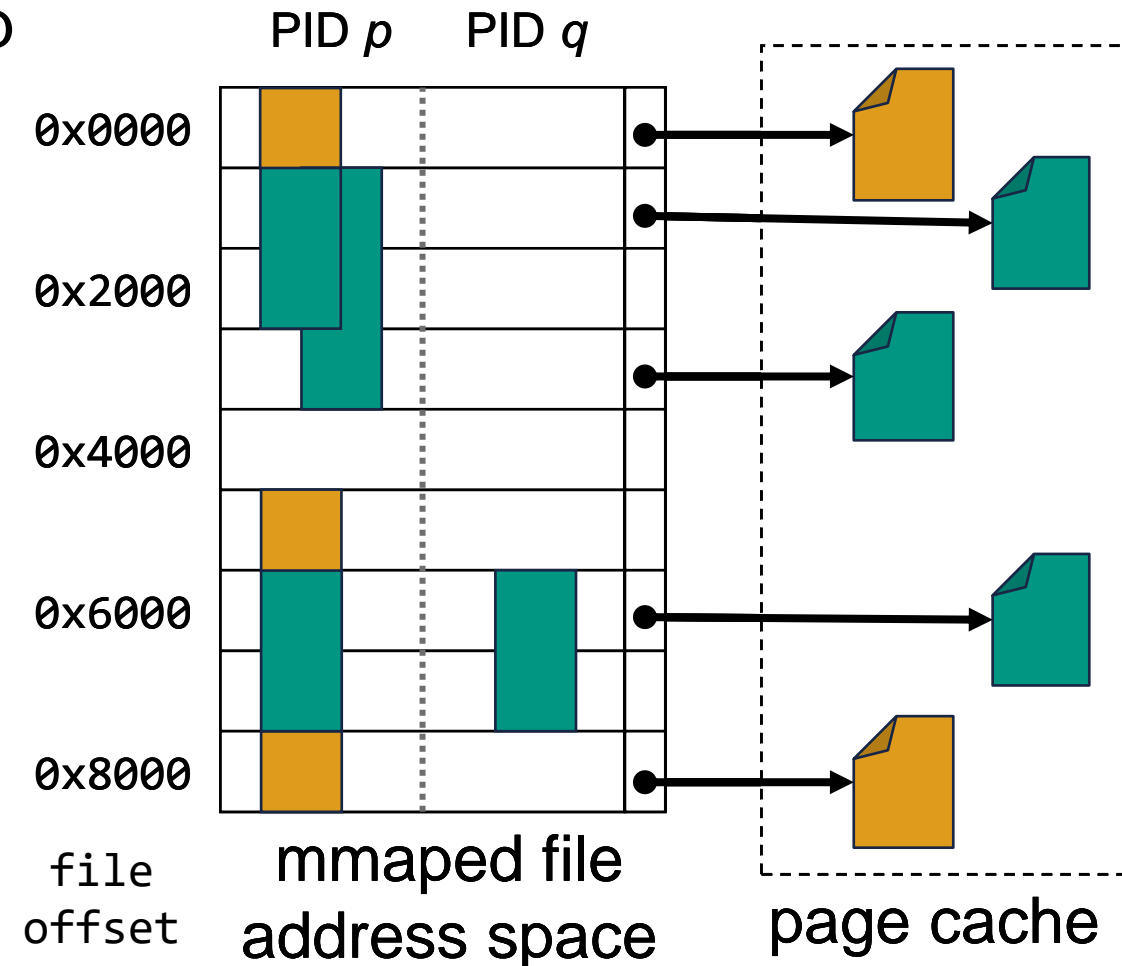 PID p PID q
0x0000
0x2000
0x4000
0x6000
0x8000
file
offset
mmaped file
address space
page cache